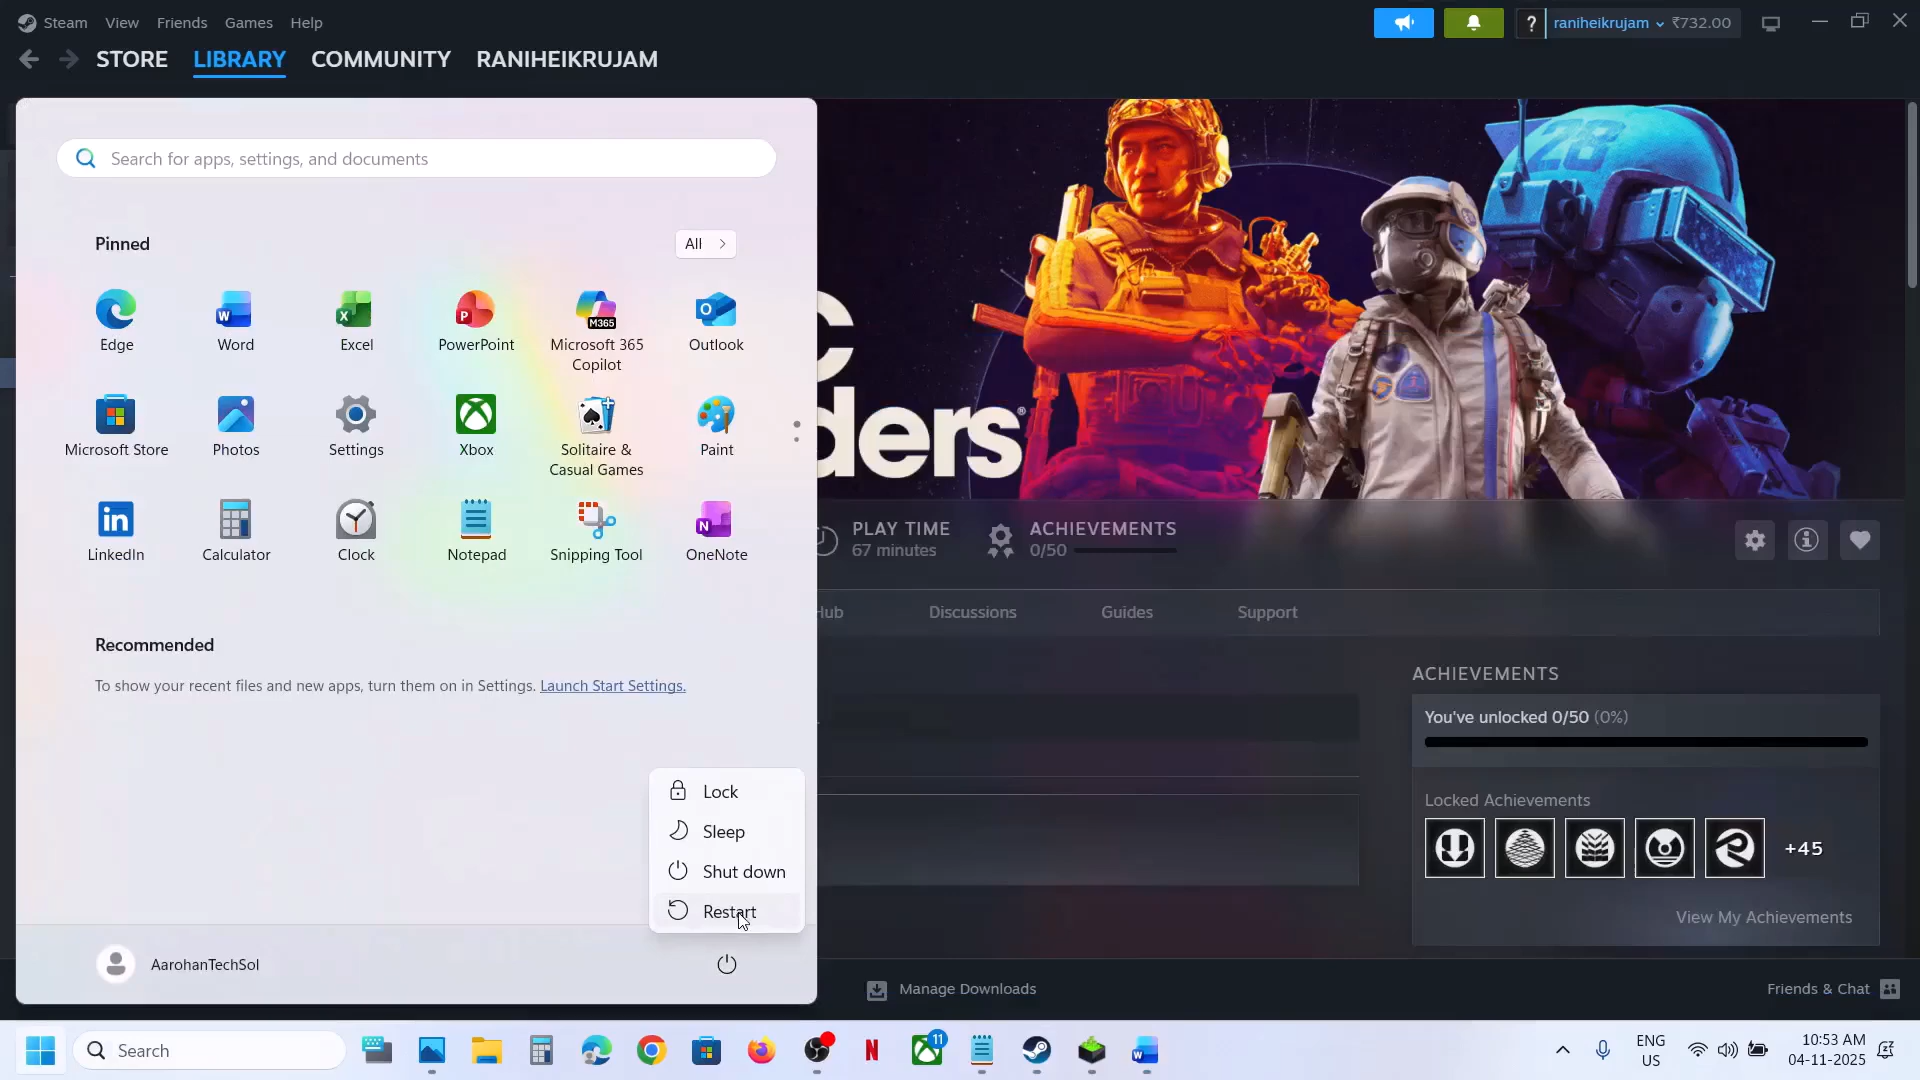 Steam View Friends Games Help
? raniheikrujam ₹732.00
STORE LIBRARY COMMUNITY RANIHEIKRUJAM
Search for apps, settings, and documents
Pinned
All
Edge Word Excel PowerPoint Microsoft 365 Copilot Outlook
Microsoft Store Photos Settings Xbox Solitaire & Casual Games Paint
LinkedIn Calculator Clock Notepad Snipping Tool OneNote
Recommended
To show your recent files and new apps, turn them on in Settings. Launch Start Settings.
Lock
Sleep
Shut down
Restart
AarohanTechSol
C
ders®
28
PLAY TIME
67 minutes
ACHIEVEMENTS
0/50
Hub Discussions Guides Support
ACHIEVEMENTS
You've unlocked 0/50 (0%)
Locked Achievements
+45
View My Achievements
Manage Downloads
Friends & Chat
Search
11
ENG
US
10:53 AM
04-11-2025